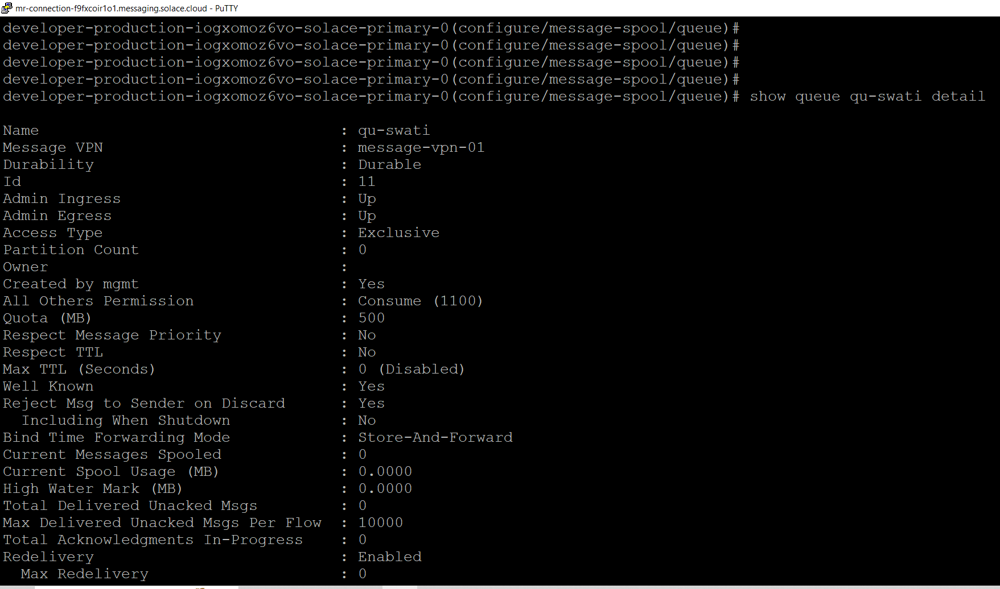 mr-connection-f9fxcoir1o1.messaging.solace.cloud - PuTTY
developer-production-iogxomoz6vo-solace-primary-0(configure/message-spool/queue)#
developer-production-iogxomoz6vo-solace-primary-0(configure/message-spool/queue)#
developer-production-iogxomoz6vo-solace-primary-0(configure/message-spool/queue)#
developer-production-iogxomoz6vo-solace-primary-0(configure/message-spool/queue)#
developer-production-iogxomoz6vo-solace-primary-0(configure/message-spool/queue)# show queue qu-swati detail
Name : qu-swati
Message VPN : message-vpn-01
Durability : Durable
Id : 11
Admin Ingress : Up
Admin Egress : Up
Access Type : Exclusive
Partition Count : 0
Owner :
Created by mgmt : Yes
All Others Permission : Consume (1100)
Quota (MB) : 500
Respect Message Priority : No
Respect TTL : No
Max TTL (Seconds) : 0 (Disabled)
Well Known : Yes
Reject Msg to Sender on Discard : Yes
Including When Shutdown : No
Bind Time Forwarding Mode : Store-And-Forward
Current Messages Spooled : 0
Current Spool Usage (MB) : 0.0000
High Water Mark (MB) : 0.0000
Total Delivered Unacked Msgs : 0
Max Delivered Unacked Msgs Per Flow : 10000
Total Acknowledgments In-Progress : 0
Redelivery : Enabled
Max Redelivery : 0